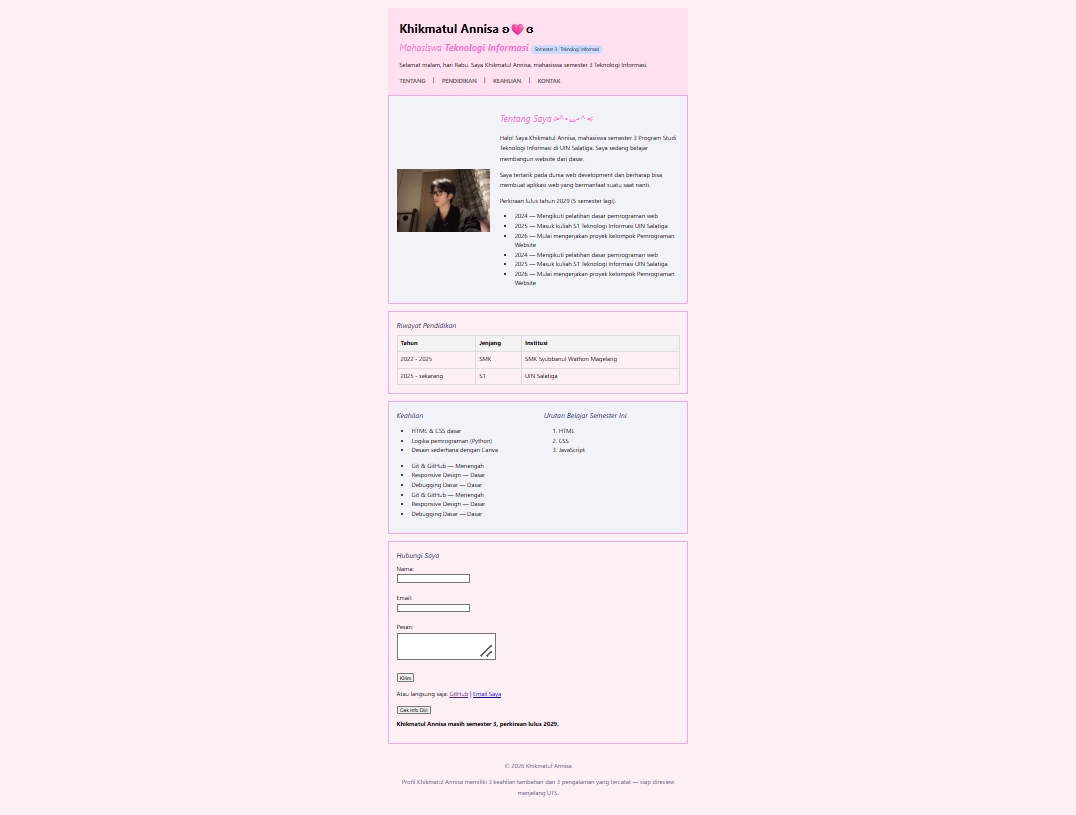 Khikmatul Annisa ʚ💗ɞ
Mahasiswa Teknologi Informasi Semester 3 · Teknologi Informasi
Selamat malam, hari Rabu. Saya Khikmatul Annisa, mahasiswa semester 3 Teknologi Informasi.
TENTANG | PENDIDIKAN | KEAHLIAN | KONTAK
Tentang Saya≽^•⩊•^≼
Halo! Saya Khikmatul Annisa, mahasiswa semester 3 Program Studi
Teknologi Informasi di UIN Salatiga. Saya sedang belajar
membangun website dari dasar.
Saya tertarik pada dunia web development dan berharap bisa
membuat aplikasi web yang bermanfaat suatu saat nanti.
Perkiraan lulus tahun 2029 (5 semester lagi).
• 2024 — Mengikuti pelatihan dasar pemrograman web
• 2025 — Masuk kuliah S1 Teknologi Informasi UIN Salatiga
• 2026 — Mulai mengerjakan proyek kelompok Pemrograman
Website
• 2024 — Mengikuti pelatihan dasar pemrograman web
• 2025 — Masuk kuliah S1 Teknologi Informasi UIN Salatiga
• 2026 — Mulai mengerjakan proyek kelompok Pemrograman
Website
Riwayat Pendidikan
Tahun Jenjang Institusi
2022 - 2025 SMK SMK Syubbanul Wathon Magelang
2025 - sekarang S1 UIN Salatiga
Keahlian
• HTML & CSS dasar
• Logika pemrograman (Python)
• Desain sederhana dengan Canva
• Git & GitHub — Menengah
• Responsive Design — Dasar
• Debugging Dasar — Dasar
• Git & GitHub — Menengah
• Responsive Design — Dasar
• Debugging Dasar — Dasar
Urutan Belajar Semester Ini
1. HTML
2. CSS
3. JavaScript
Hubungi Saya
Nama:
Email:
Pesan:
Kirim
Atau langsung saja: GitHub | Email Saya
Cek Info Diri
Khikmatul Annisa masih semester 3, perkiraan lulus 2029.
© 2026 Khikmatul Annisa
Profil Khikmatul Annisa memiliki 3 keahlian tambahan dan 3 pengalaman yang tercatat — siap direview
menjelang UTS.